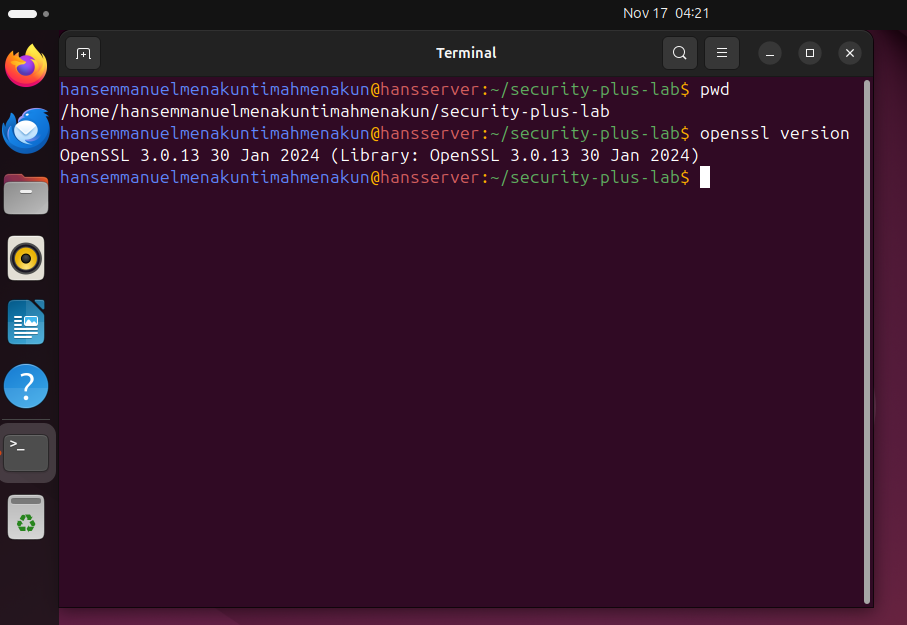 Nov 17 04:21
Terminal
hansemmanuelmenakuntimahmenakun@hansserver:~/security-plus-lab$ pwd
/home/hansemmanuelmenakuntimahmenakun/security-plus-lab
hansemmanuelmenakuntimahmenakun@hansserver:~/security-plus-lab$ openssl version
OpenSSL 3.0.13 30 Jan 2024 (Library: OpenSSL 3.0.13 30 Jan 2024)
hansemmanuelmenakuntimahmenakun@hansserver:~/security-plus-lab$